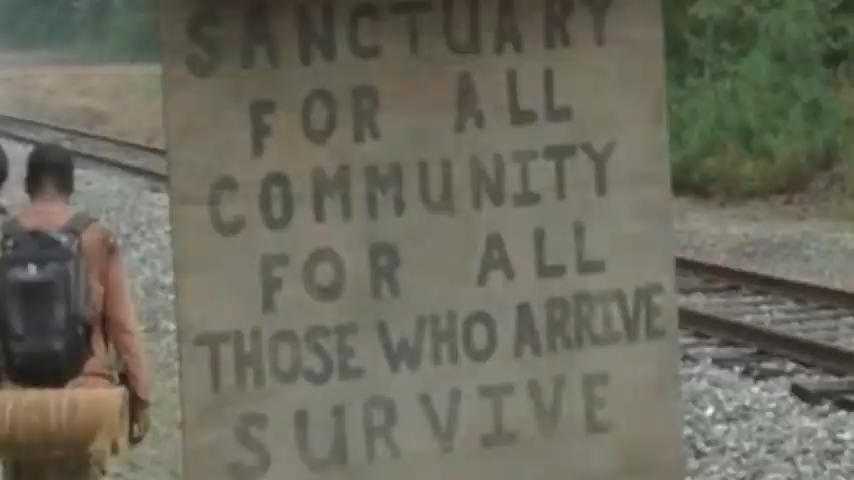 SANCTUARY
FOR ALL
COMMUNITY
FOR ALL
THOSE WHO ARRIVE
SURVIVE